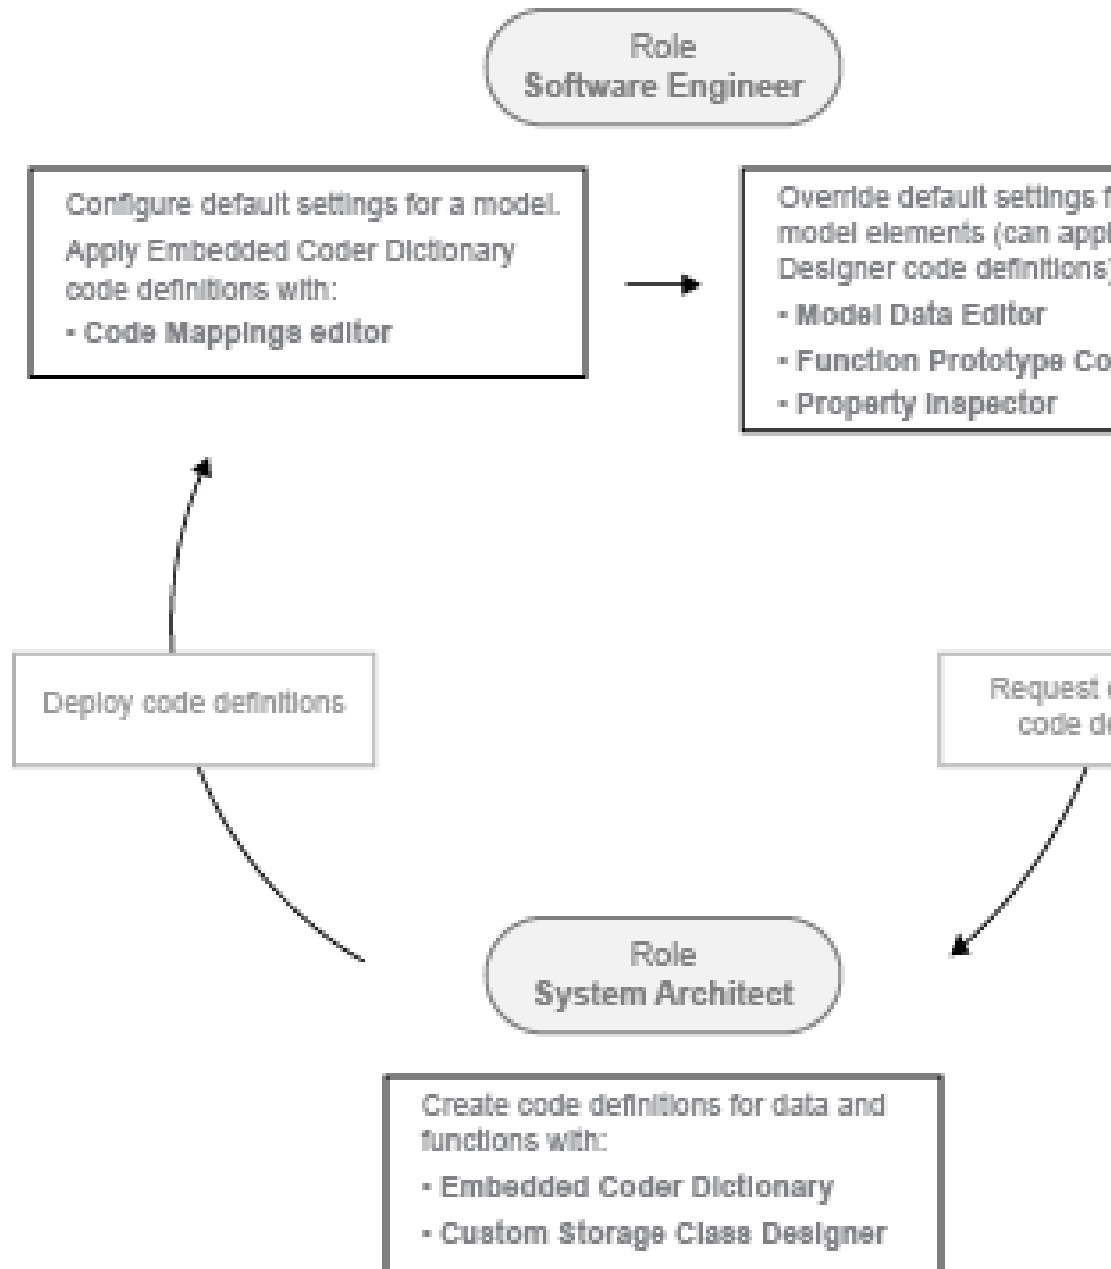 Role
Software Engineer
Configure default settings for a model.
Apply Embedded Coder Dictionary
code definitions with:
• Code Mappings editor
Override default settings
model elements (can
Designer code definitions)
• Model Data Editor
• Function Prototype
• Property Inspector
Deploy code definitions
Request
code
Role
System Architect
Create code definitions for data and
functions with:
• Embedded Coder Dictionary
• Custom Storage Class Designer